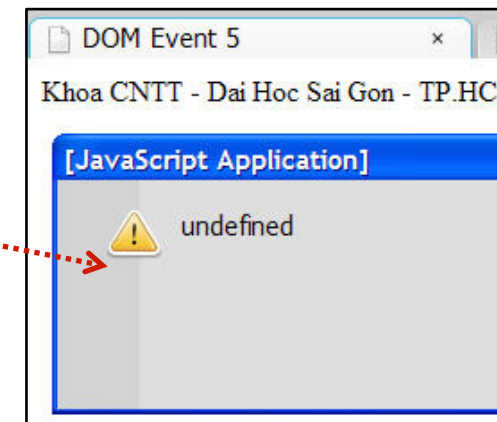 DOM Event 5 ×
Khoa CNTT - Dai Hoc Sai Gon - TP.HC
[JavaScript Application]
undefined